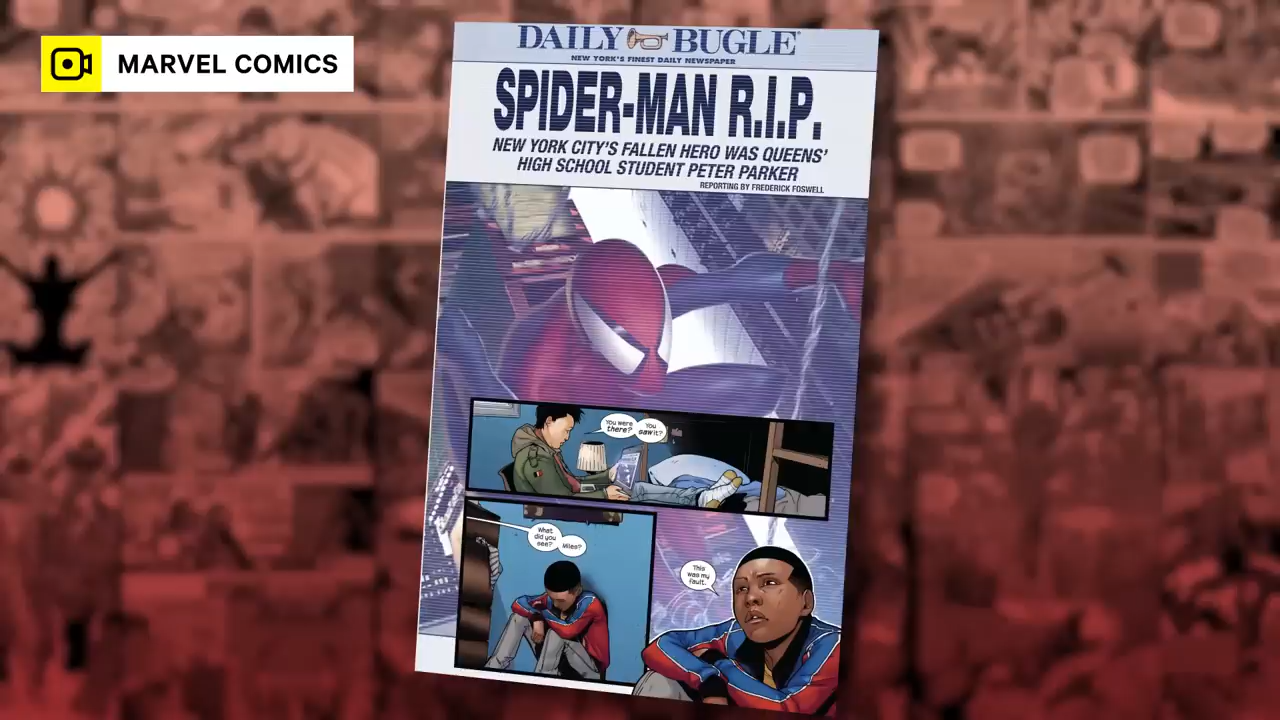 MARVEL COMICS
DAILY BUGLE
NEW YORK'S FINEST DAILY NEWSPAPER
SPIDER-MAN R.I.P.
NEW YORK CITY'S FALLEN HERO WAS QUEENS'
HIGH SCHOOL STUDENT PETER PARKER
REPORTING BY FREDERICK FOSWELL
You were
there?
You
saw it?
What
did you
see?
Miles?
This
was my
fault.